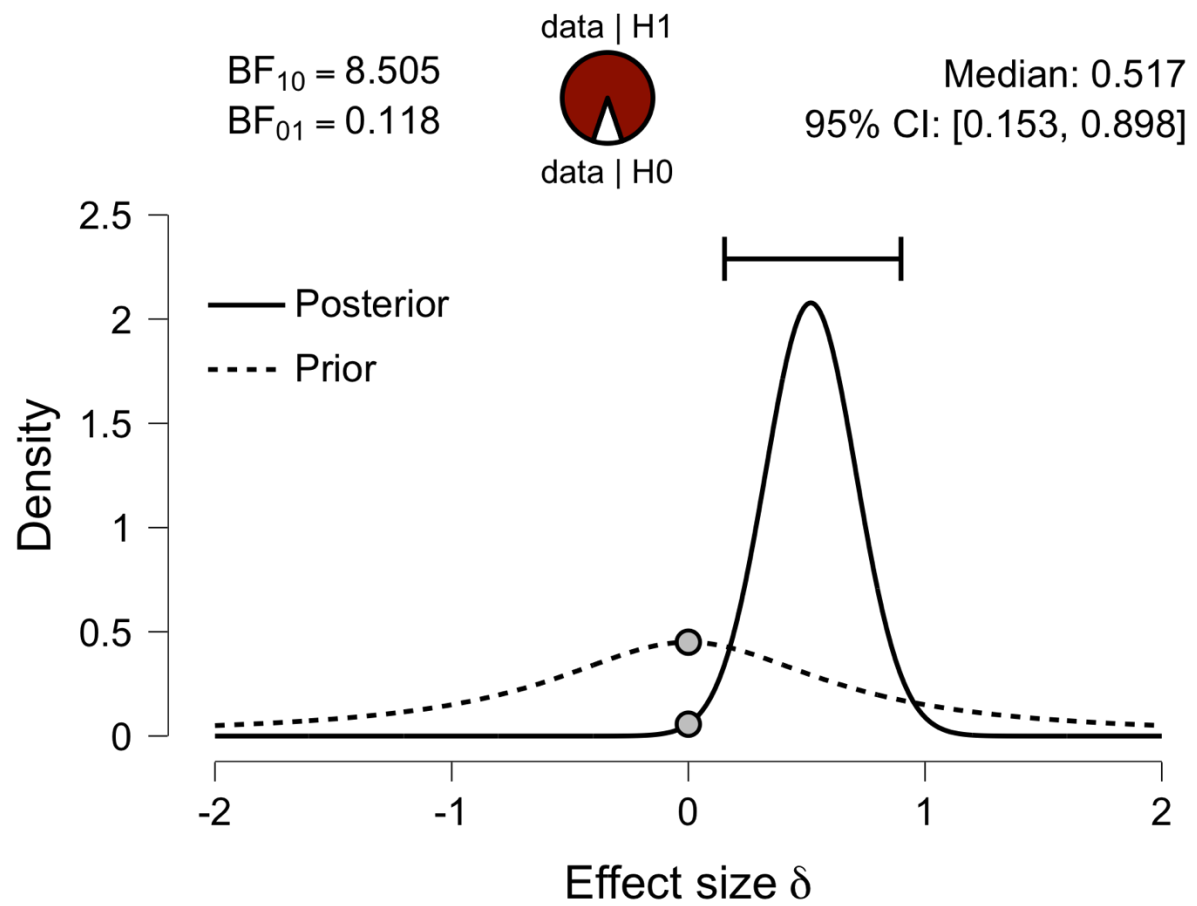 data | H1
BF₁₀ = 8.505
BF₀₁ = 0.118
Median: 0.517
95% CI: [0.153, 0.898]
data | H0
2.5
2
1.5
1
0.5
0
Density
Posterior
Prior
-2 -1 0 1 2
Effect size δ